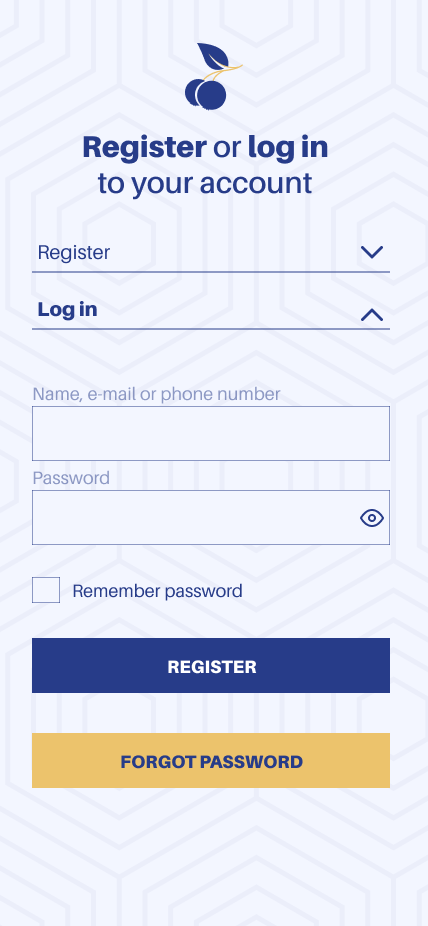 Register or log in
to your account
Register
Log in
Name, e-mail or phone number
Password
Remember password
REGISTER
FORGOT PASSWORD